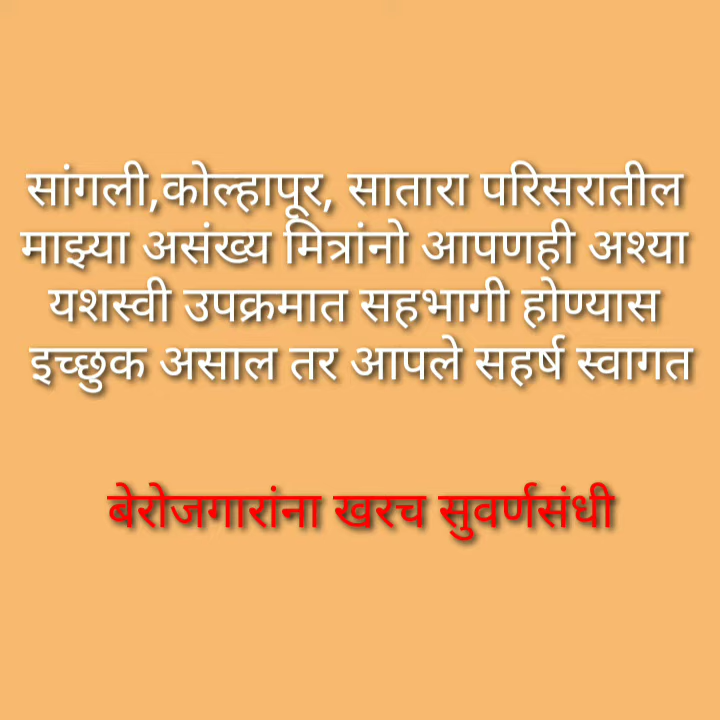 सांगली,कोल्हापूर, सातारा परिसरातील
माझ्या असंख्य मित्रांनो आपणही अश्या
यशस्वी उपक्रमात सहभागी होण्यास
इच्छुक असाल तर आपले सहर्ष स्वागत
बेरोजगारांना खरच सुवर्णसंधी